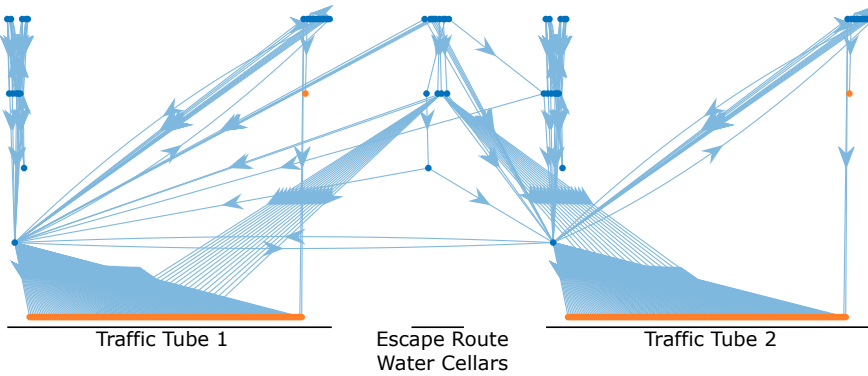 Traffic Tube 1
Escape Route
Water Cellars
Traffic Tube 2